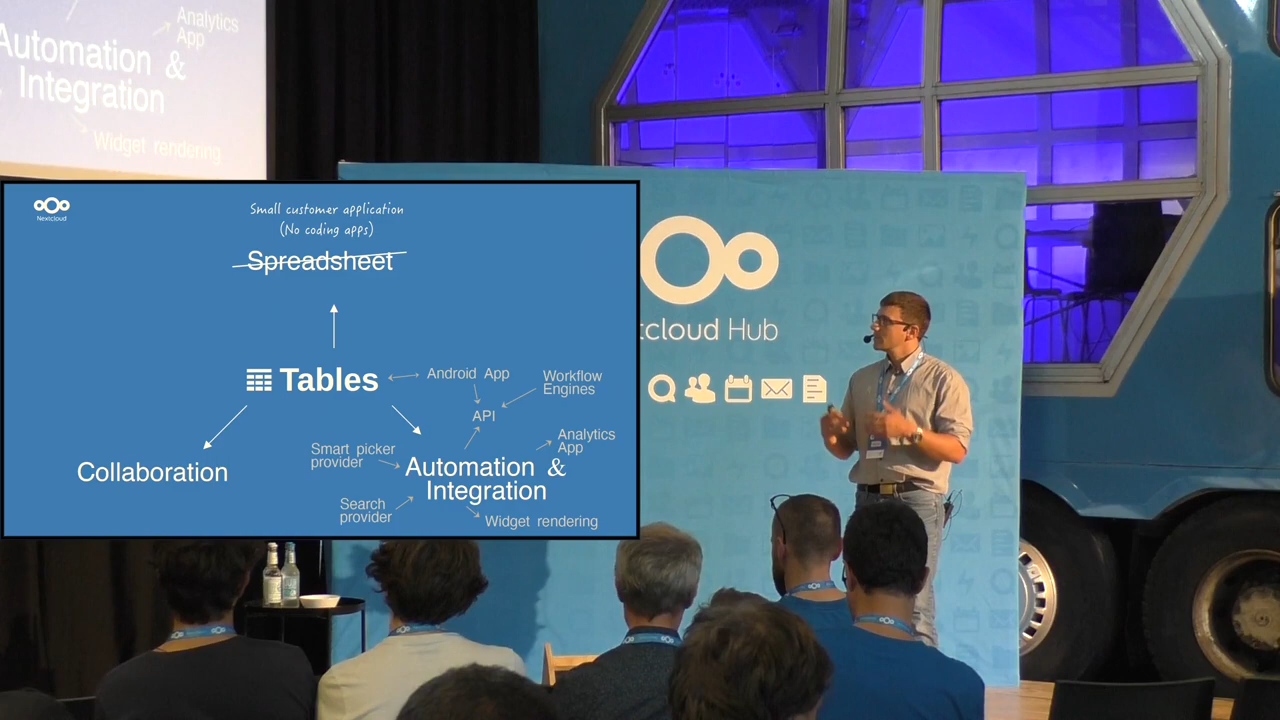 Analytics
App
Automation &
Integration
Widget rendering
Nextcloud
Small customer application
(No coding apps)
Spreadsheet
Tables
Android App
Workflow
Engines
API
Analytics
App
Smart picker
provider
Automation &
Integration
Collaboration
Search
provider
Widget rendering
tcloud Hub